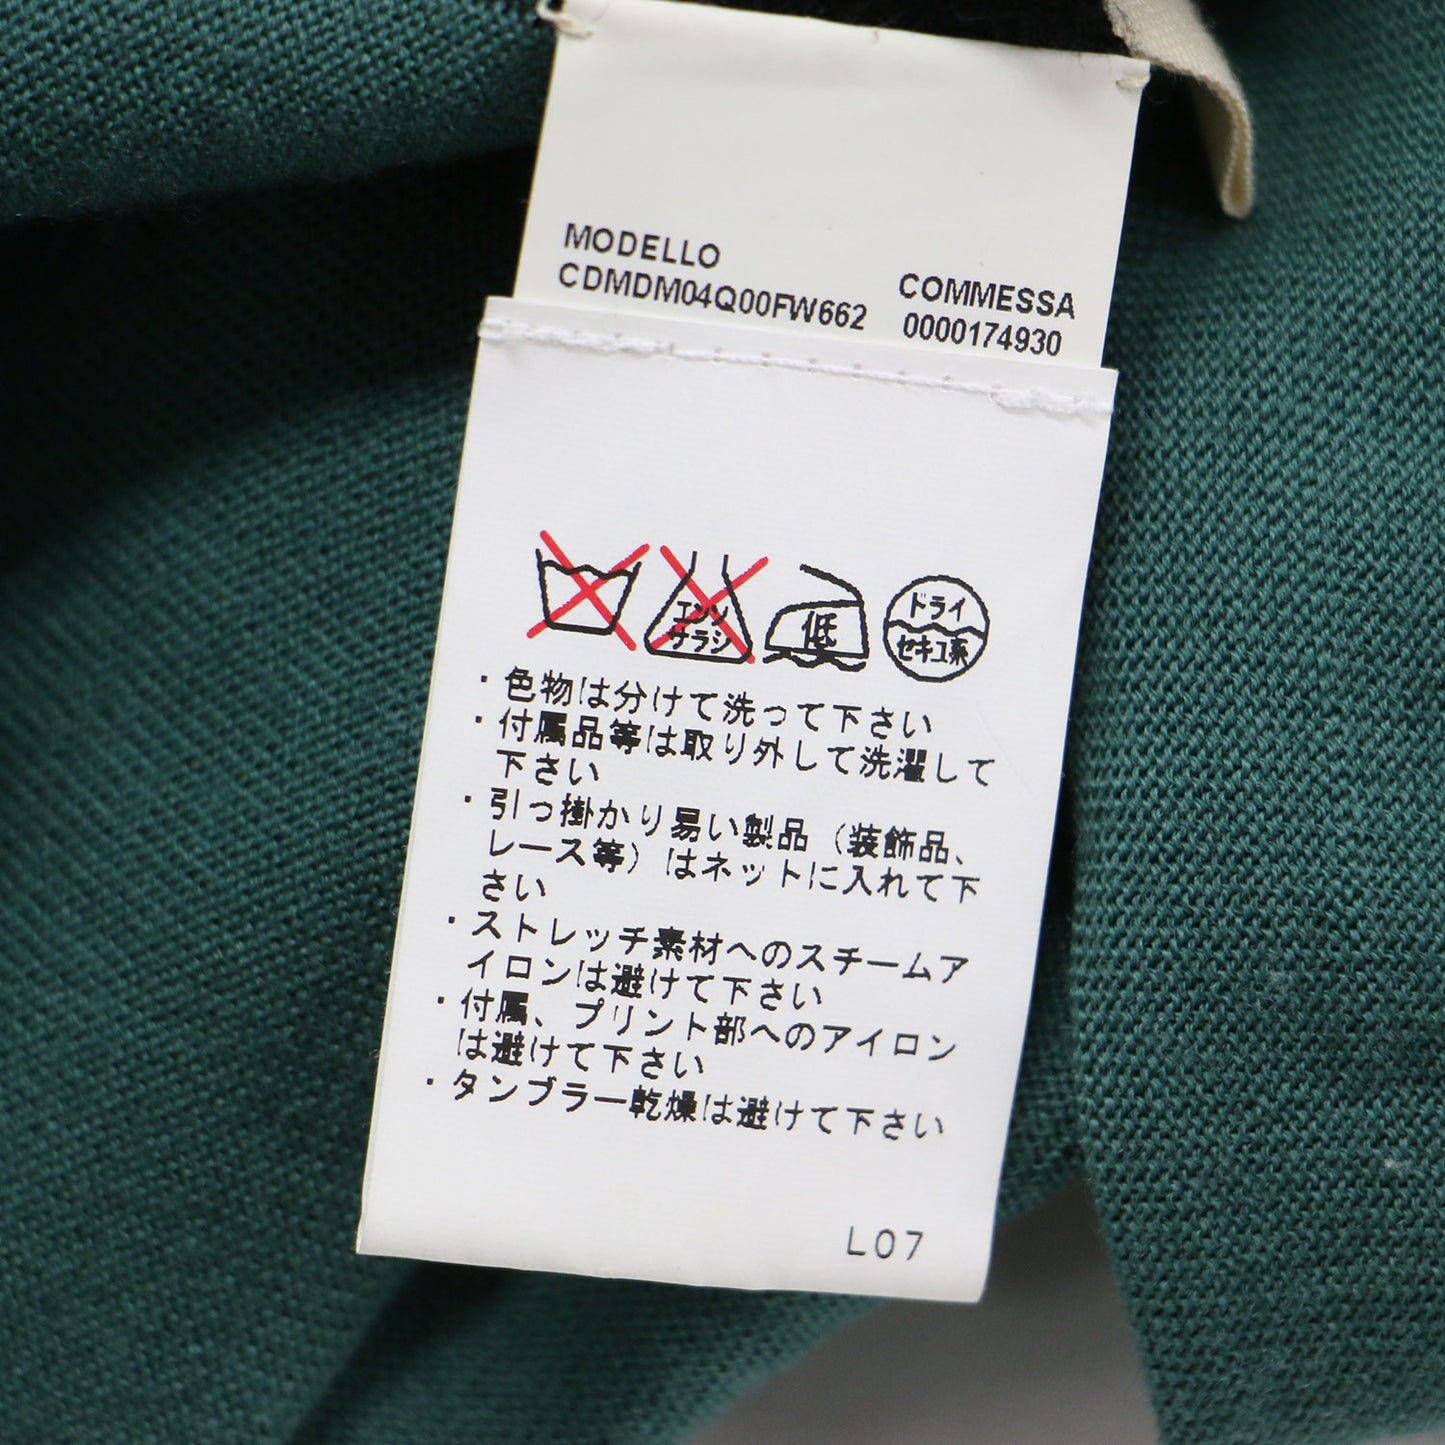 MODELLO
CDMDM04Q00FW662
COMMESSA
0000174930
エンソ
サラシ
低
ドライ
セキユ系
・色物は分けて洗って下さい
・付属品等は取り外して洗濯して
下さい
・引っ掛かり易い製品（装飾品、
レース等）はネットに入れて下
さい
・ストレッチ素材へのスチームア
イロンは避けて下さい
・付属、プリント部へのアイロン
は避けて下さい
・タンブラー乾燥は避けて下さい
L07